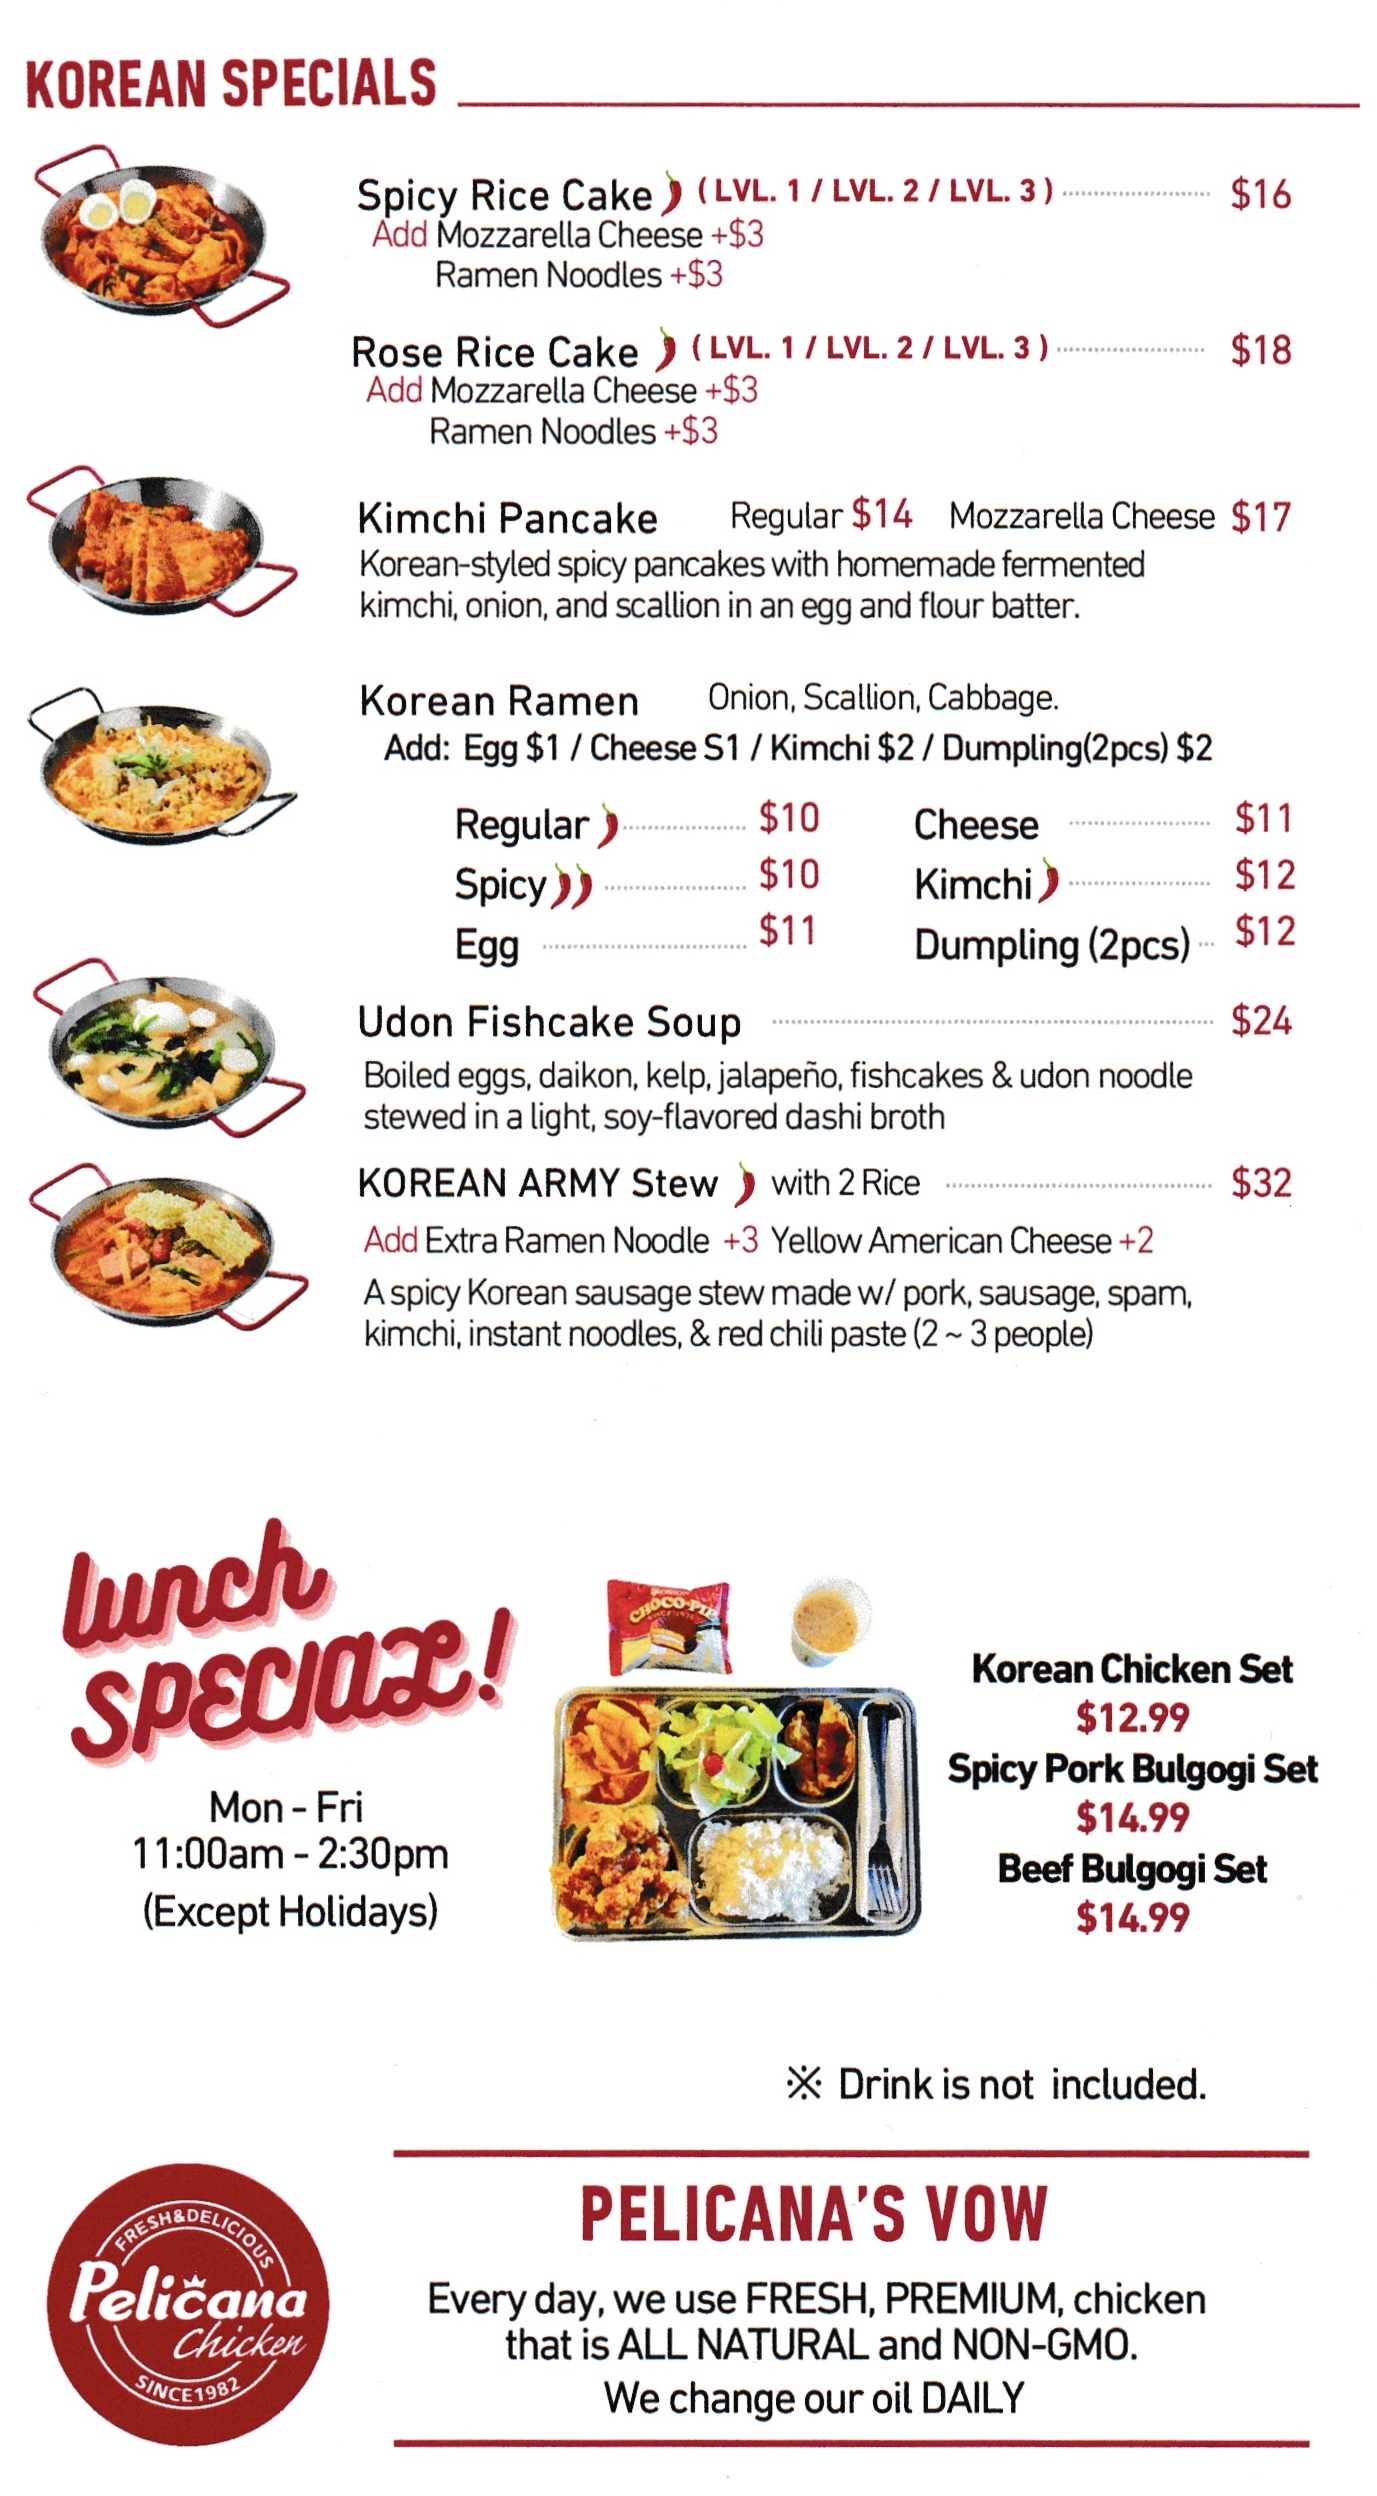 KOREAN SPECIALS
Spicy Rice Cake ( LVL. 1 / LVL. 2 / LVL. 3 ) $16
Add Mozzarella Cheese +$3
Ramen Noodles +$3
Rose Rice Cake ( LVL. 1 / LVL. 2 / LVL. 3 ) $18
Add Mozzarella Cheese +$3
Ramen Noodles +$3
Kimchi Pancake Regular $14 Mozzarella Cheese $17
Korean-styled spicy pancakes with homemade fermented
kimchi, onion, and scallion in an egg and flour batter.
Korean Ramen Onion, Scallion, Cabbage.
Add: Egg $1 / Cheese S1 / Kimchi $2 / Dumpling(2pcs) $2
Regular $10 Cheese $11
Spicy $10 Kimchi $12
Egg $11 Dumpling (2pcs) $12
Udon Fishcake Soup $24
Boiled eggs, daikon, kelp, jalapeño, fishcakes & udon noodle
stewed in a light, soy-flavored dashi broth
KOREAN ARMY Stew with 2 Rice $32
Add Extra Ramen Noodle +3 Yellow American Cheese +2
A spicy Korean sausage stew made w/ pork, sausage, spam,
kimchi, instant noodles, & red chili paste (2 ~ 3 people)
lunch
SPECIAL!
Mon - Fri
11:00am - 2:30pm
(Except Holidays)
CHOCO-PIE
Korean Chicken Set
$12.99
Spicy Pork Bulgogi Set
$14.99
Beef Bulgogi Set
$14.99
※ Drink is not included.
FRESH&DELICIOUS
Pelicana
Chicken
SINCE1982
PELICANA'S VOW
Every day, we use FRESH, PREMIUM, chicken
that is ALL NATURAL and NON-GMO.
We change our oil DAILY